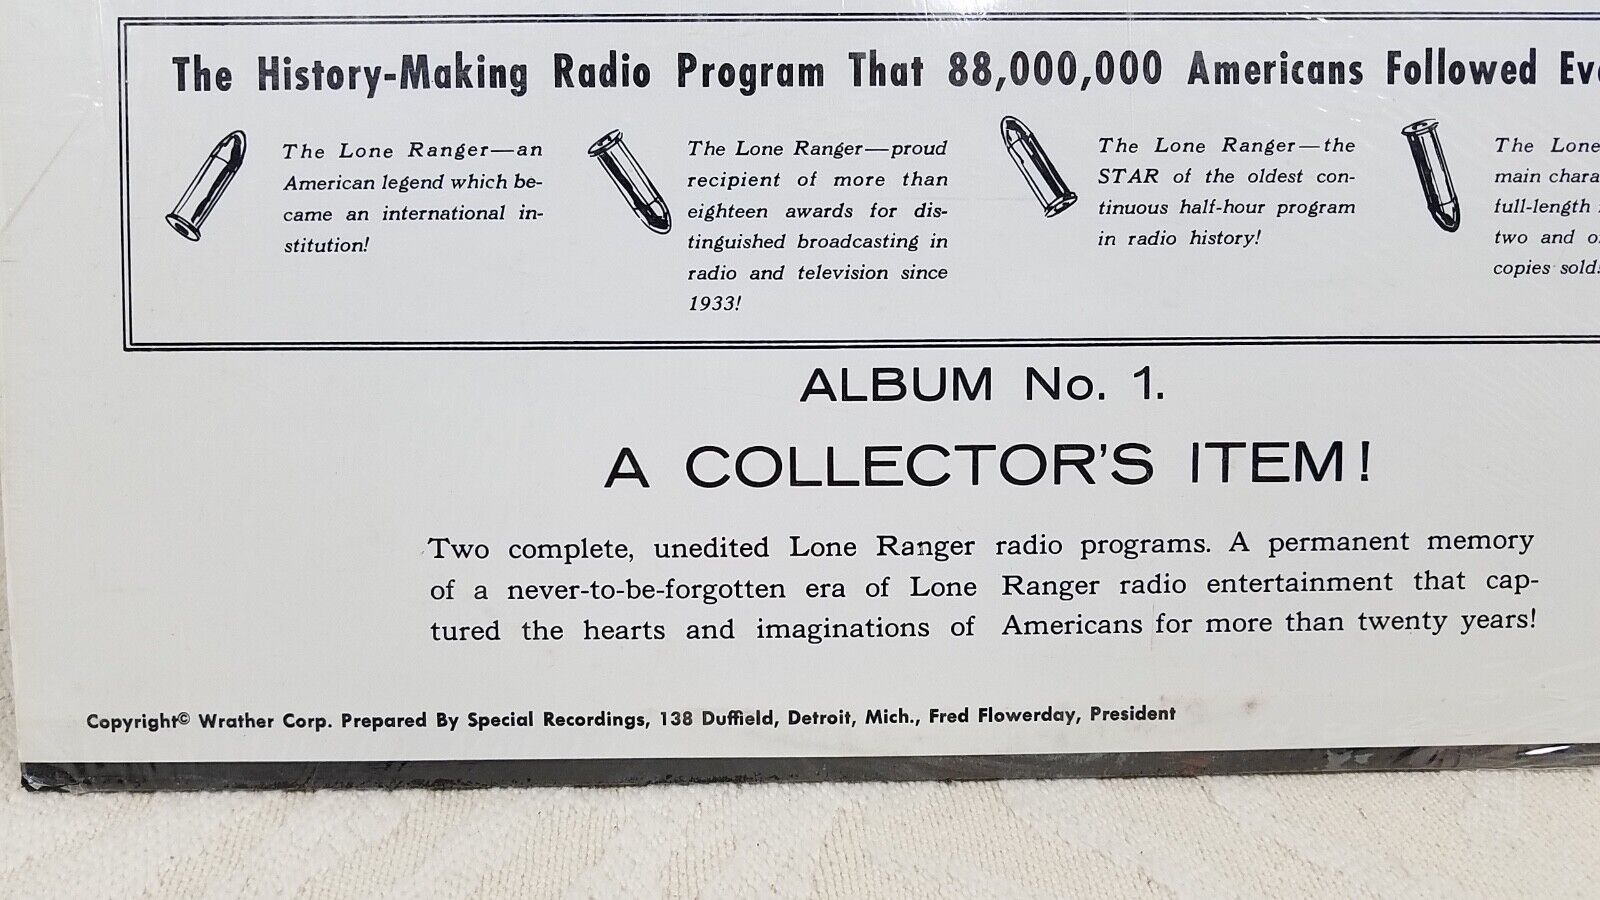 The History-Making Radio Program That 88,000,000 Americans Followed
The Lone Ranger—an
American legend which be-
came an international in-
stitution!
The Lone Ranger—proud
recipient of more than
eighteen awards for dis-
tinguished broadcasting in
radio and television since
1933!
The Lone Ranger—the
STAR of the oldest con-
tinuous half-hour program
in radio history!
The Lone
main
full-length
two and
copies sold
ALBUM No. 1.
A COLLECTOR'S ITEM!
Two complete, unedited Lone Ranger radio programs. A permanent memory
of a never-to-be-forgotten era of Lone Ranger radio entertainment that cap-
tured the hearts and imaginations of Americans for more than twenty years!
Copyright© Wrather Corp. Prepared By Special Recordings, 138 Duffield, Detroit, Mich., Fred Flowerday, President